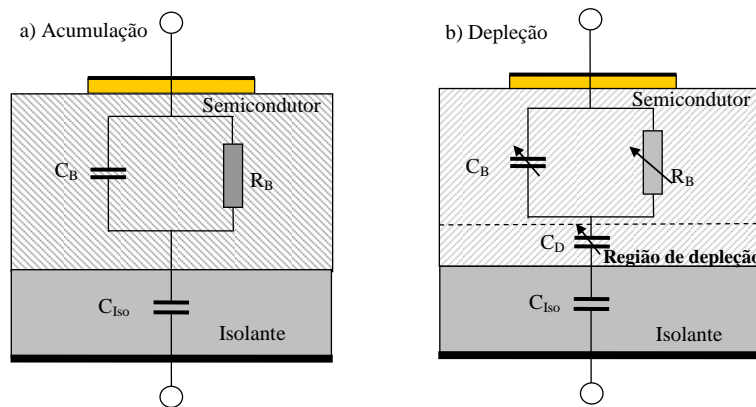 a) Acumulação
Semicondutor
C_B
R_B
C_Iso
Isolante
b) Depleção
Semicondutor
C_B
R_B
C_D
Região de depleção
C_Iso
Isolante